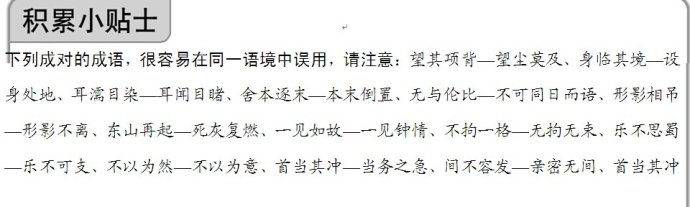 积累小贴士
下列成对的成语，很容易在同一语境中误用，请注意：望其项背—望尘莫及、身临其境—设
身处地、耳濡目染—耳闻目睹、舍本逐末—本末倒置、无与伦比—不可同日而语、形影相吊
—形影不离、东山再起—死灰复燃、一见如故—一见钟情、不拘一格—无拘无束、乐不思蜀
—乐不可支、不以为然—不以为意、首当其冲—当务之急、间不容发—亲密无间、首当其冲